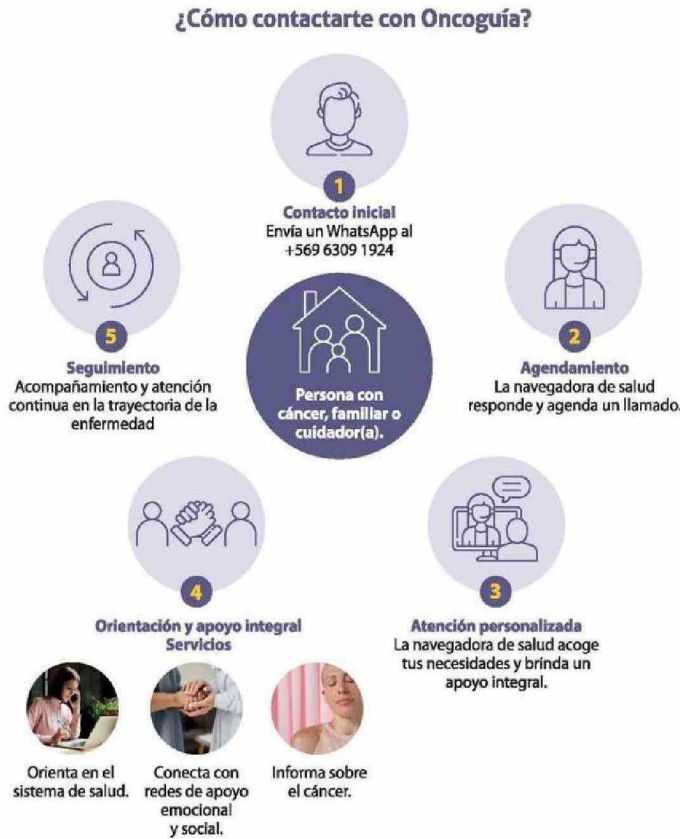 ¿Cómo contactarte con Oncoguía?
1
Contacto inicial
Envía un WhatsApp al
+569 6309 1924
2
Agendamiento
La navegadora de salud
responde y agenda un llamado.
3
Atención personalizada
La navegadora de salud acoge
tus necesidades y brinda un
apoyo integral.
4
Orientación y apoyo integral
Servicios
Orienta en el
sistema de salud.
Conecta con
redes de apoyo
emocional
y social.
Informa sobre
el cáncer.
5
Seguimiento
Acompañamiento y atención
continua en la trayectoria de la
enfermedad
Persona con
cáncer, familiar o
cuidador(a).